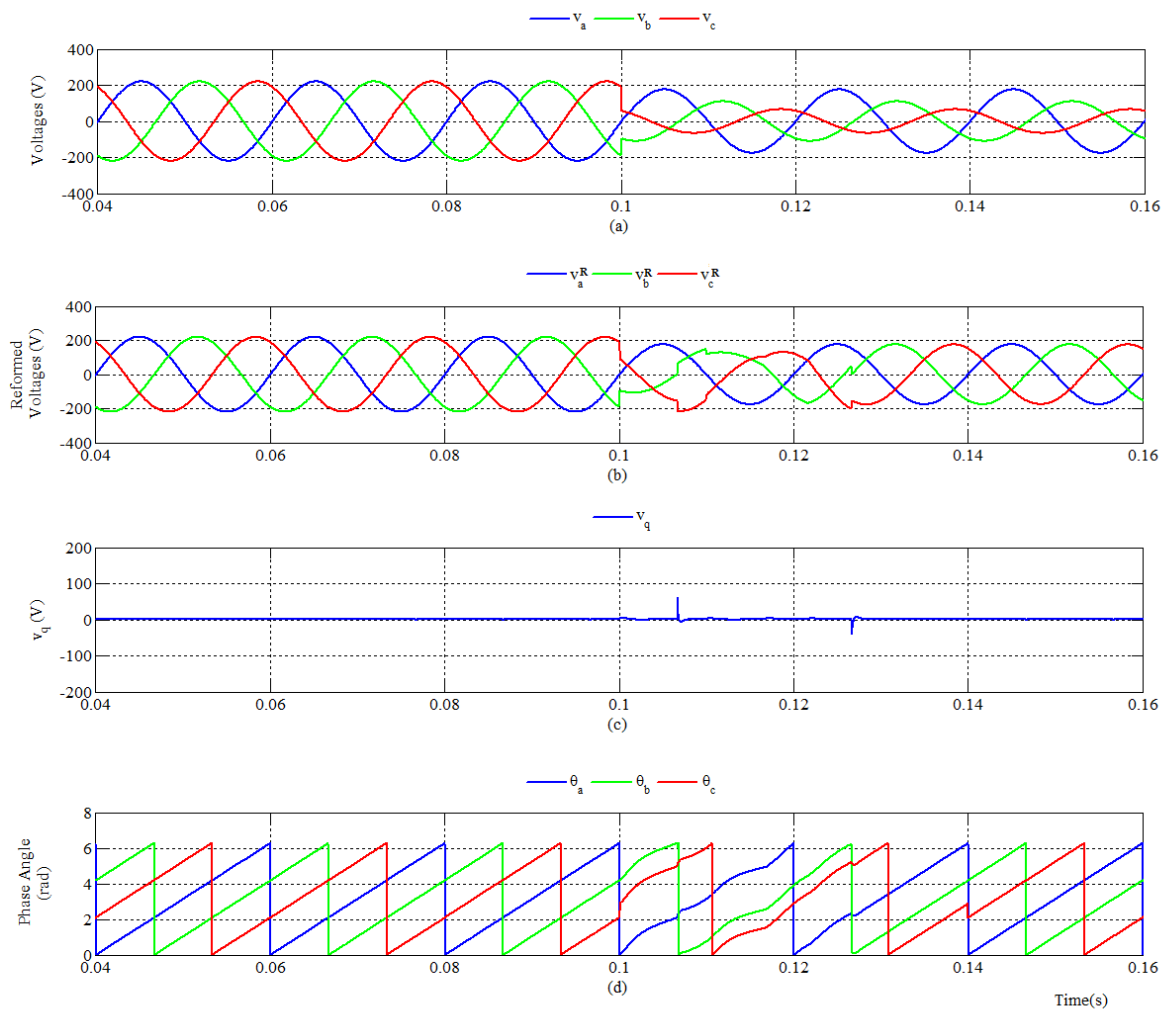 v_a v_b v_c
Voltages (V)
400
200
0
-200
-400
0.04 0.06 0.08 0.1 0.12 0.14 0.16
(a)
v_a^R v_b^R v_c^R
Reformed
Voltages (V)
400
200
0
-200
-400
0.04 0.06 0.08 0.1 0.12 0.14 0.16
(b)
v_q
v_q (V)
200
100
0
-100
-200
0.04 0.06 0.08 0.1 0.12 0.14 0.16
(c)
θ_a θ_b θ_c
Phase Angle
(rad)
8
6
4
2
0
0.04 0.06 0.08 0.1 0.12 0.14 0.16
(d)
Time(s)